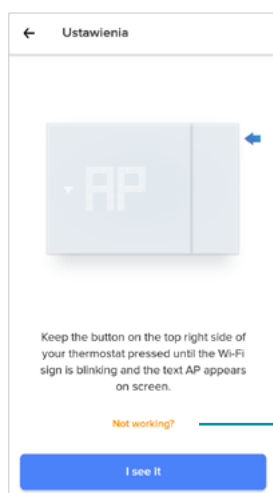 Ustawienia
AP
Keep the button on the top right side of
your thermostat pressed until the Wi-Fi
sign is blinking and the text AP appears
on screen.
Not working?
I see It